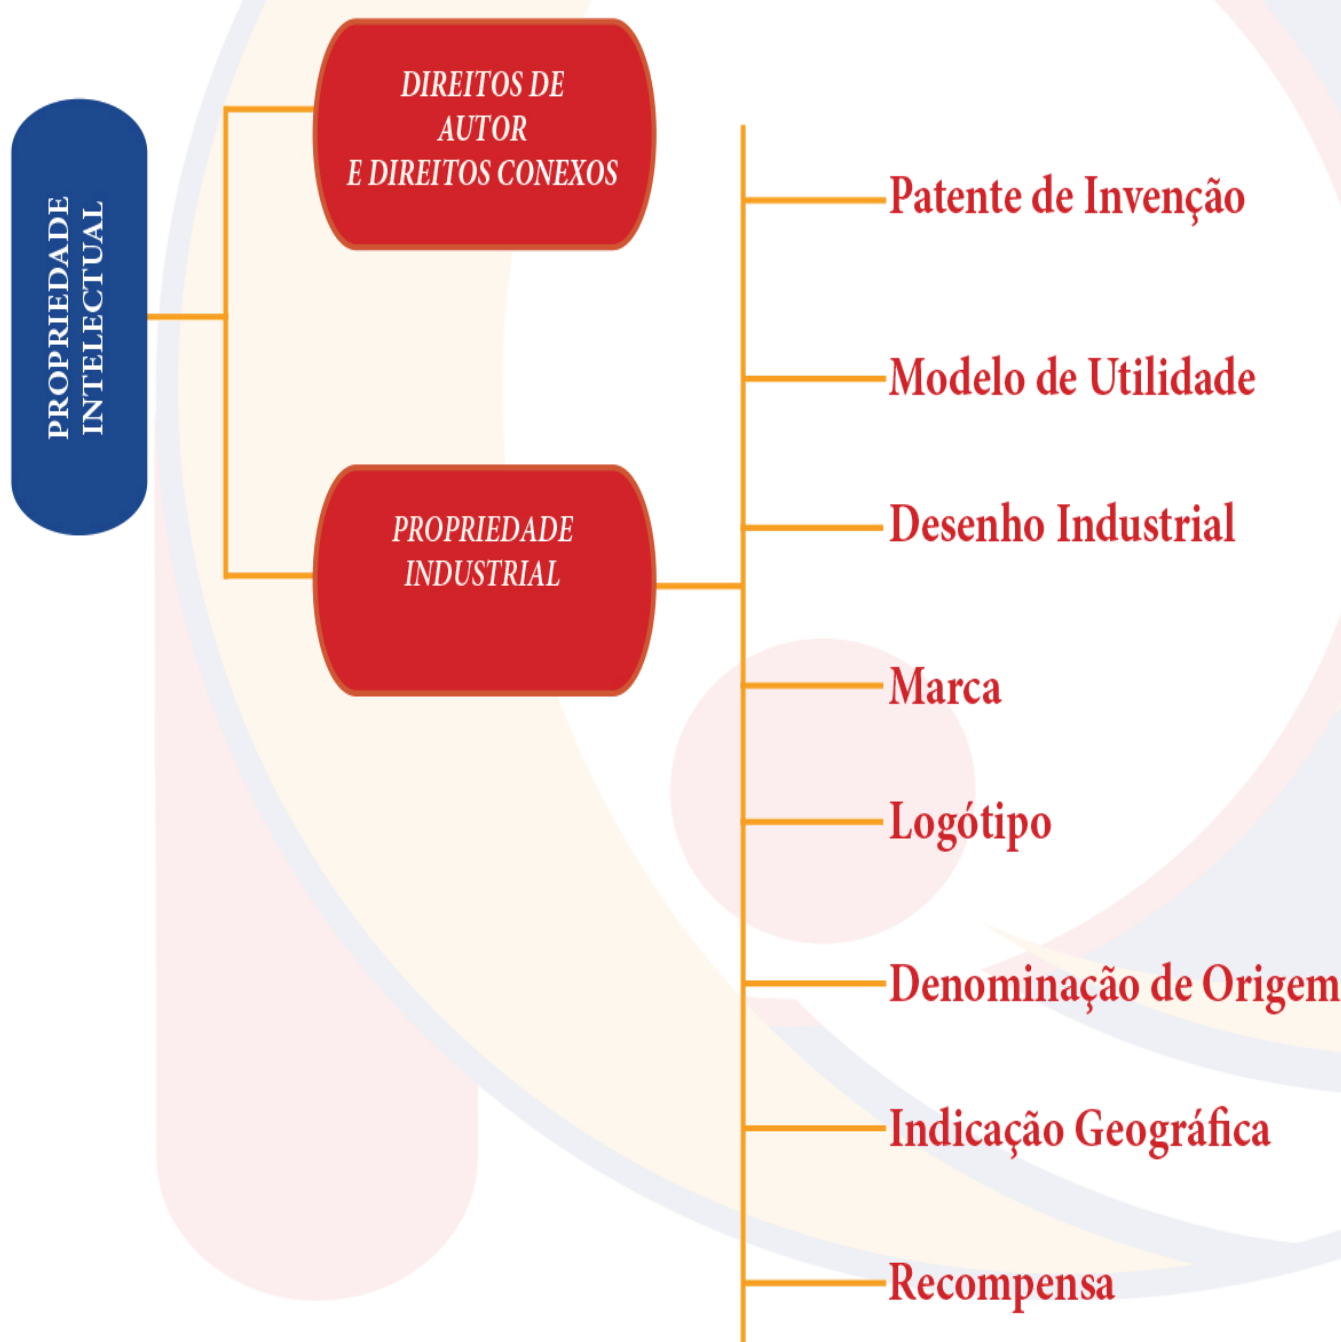 PROPRIEDADE
INTELECTUAL
DIREITOS DE
AUTOR
E DIREITOS CONEXOS
PROPRIEDADE
INDUSTRIAL
Patente de Invenção
Modelo de Utilidade
Desenho Industrial
Marca
Logótipo
Denominação de Origem
Indicação Geográfica
Recompensa